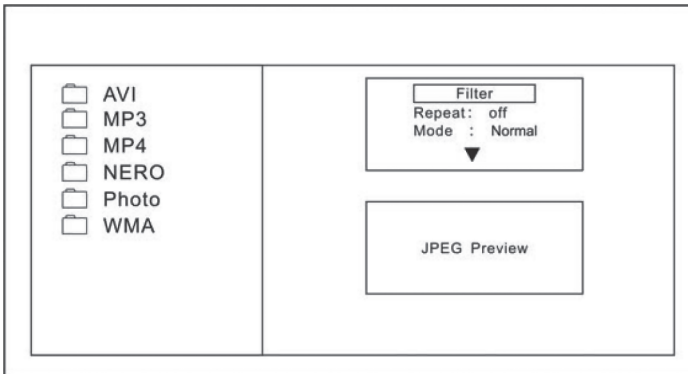 AVI
MP3
MP4
NERO
Photo
WMA
Filter
Repeat: off
Mode : Normal
JPEG Preview